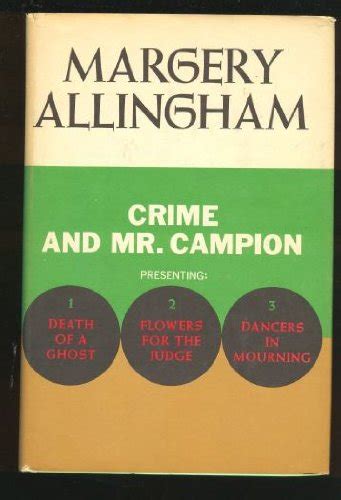 MARGERY
ALLINGHAM
CRIME
AND MR. CAMPION
PRESENTING:
1
DEATH
OF A
GHOST
2
FLOWERS
FOR THE
JUDGE
3
DANCERS
IN
MOURNING